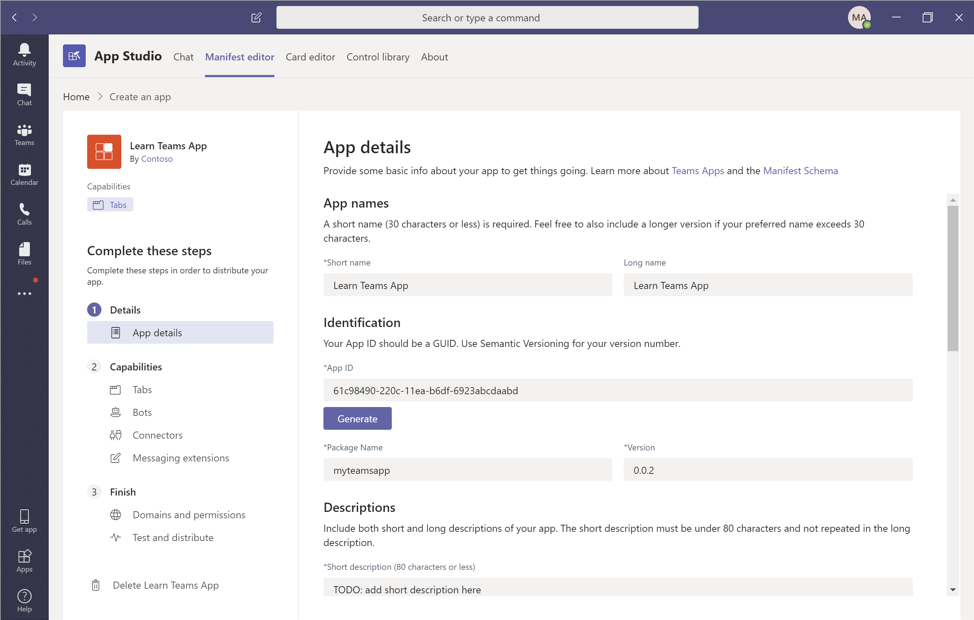 Search or type a command
MA
Activity
Chat
Teams
Calendar
Calls
Files
Get app
Apps
Help
App Studio
Chat
Manifest editor
Card editor
Control library
About
Home > Create an app
Learn Teams App
By Contoso
Capabilities
Tabs
Complete these steps
Complete these steps in order to distribute your
app.
1 Details
App details
2 Capabilities
Tabs
Bots
Connectors
Messaging extensions
3 Finish
Domains and permissions
Test and distribute
Delete Learn Teams App
App details
Provide some basic info about your app to get things going. Learn more about Teams Apps and the Manifest Schema
App names
A short name (30 characters or less) is required. Feel free to also include a longer version if your preferred name exceeds 30
characters.
*Short name
Long name
Learn Teams App
Learn Teams App
Identification
Your App ID should be a GUID. Use Semantic Versioning for your version number.
*App ID
61c98490-220c-11ea-b6df-6923abcdaabd
Generate
*Package Name
*Version
myteamsapp
0.0.2
Descriptions
Include both short and long descriptions of your app. The short description must be under 80 characters and not repeated in the long
description.
*Short description (80 characters or less)
TODO: add short description here